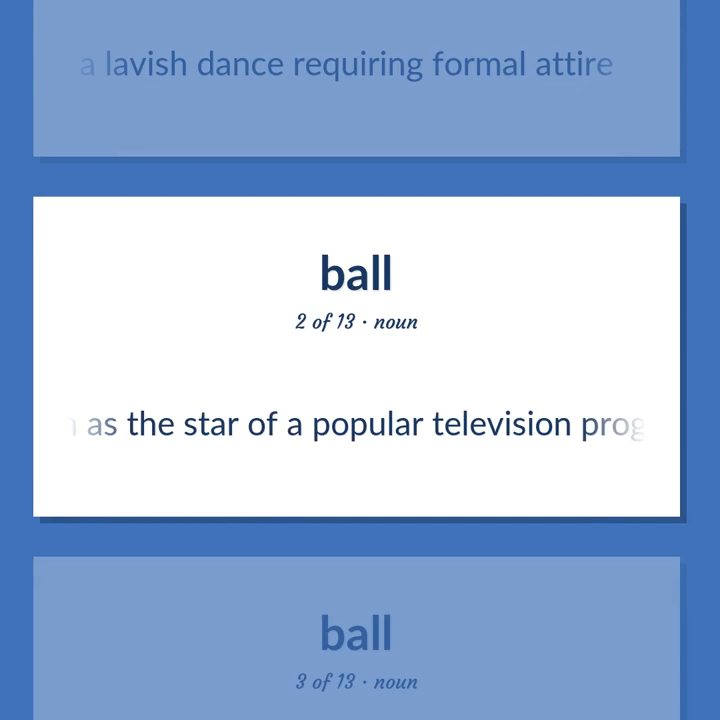 a lavish dance requiring formal attire
ball
2 of 13 · noun
as the star of a popular television
ball
3 of 13 · noun